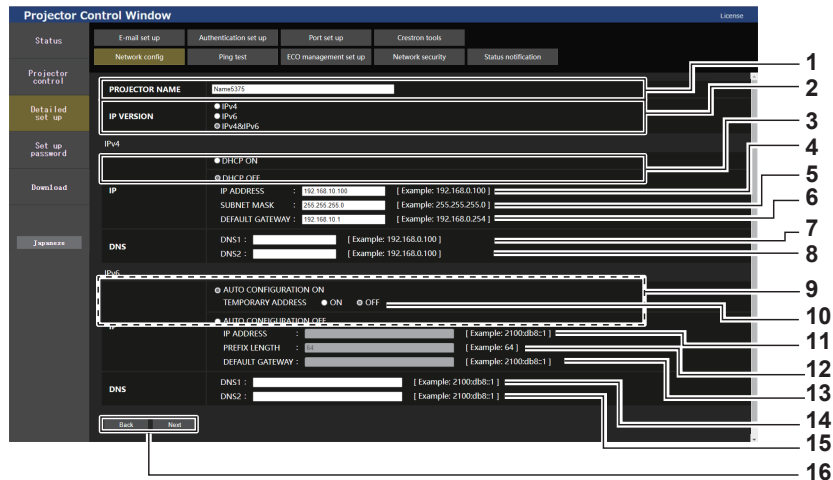 Projector Control Window
License
Status
E-mail set up Authentication set up Port set up Crestron tools
Network config Ping test ECO management set up Network security Status notification
1
Projector
control
PROJECTOR NAME Name5375
2
Detailed
set up
IP VERSION
IPv4
IPv6
IPv4&IPv6
3
Set up
password
IPv4
4
DHCP ON
DHCP OFF
5
Download
IP
IP ADDRESS : 192.168.10.100 [ Example: 192.168.0.100 ]
SUBNET MASK : 255.255.255.0 [ Example: 255.255.255.0 ]
6
DEFAULT GATEWAY : 192.168.10.1 [ Example: 192.168.0.254 ]
7
Japanese
DNS
DNS1 : [ Example: 192.168.0.100 ]
DNS2 : [ Example: 192.168.0.100 ]
8
IPv6
9
AUTO CONFIGURATION ON
TEMPORARY ADDRESS ON OFF
10
AUTO CONFIGURATION OFF
IP
IP ADDRESS : [ Example: 2100:db8::1 ]
11
PREFIX LENGTH : 64 [ Example: 64 ]
12
DEFAULT GATEWAY : [ Example: 2100:db8::1 ]
13
DNS
DNS1 : [ Example: 2100:db8::1 ]
DNS2 : [ Example: 2100:db8::1 ]
14
Back Next
15
16